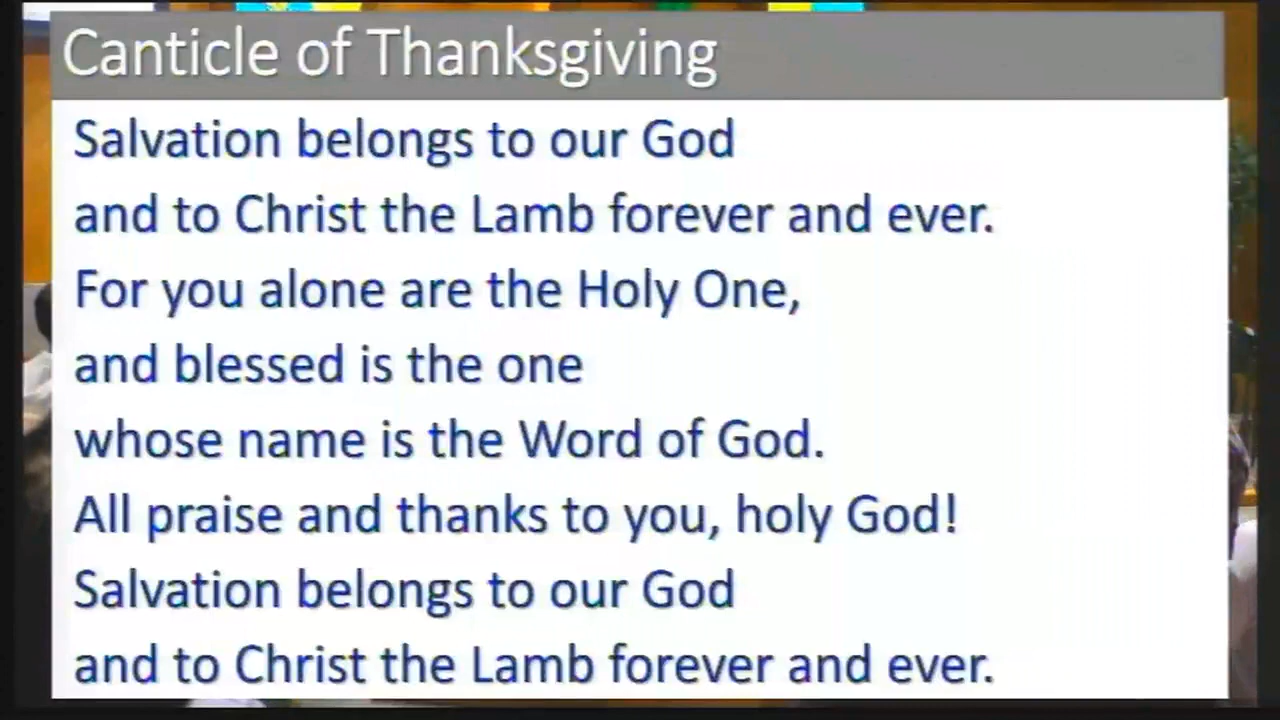 Canticle of Thanksgiving
Salvation belongs to our God
and to Christ the Lamb forever and ever.
For you alone are the Holy One,
and blessed is the one
whose name is the Word of God.
All praise and thanks to you, holy God!
Salvation belongs to our God
and to Christ the Lamb forever and ever.